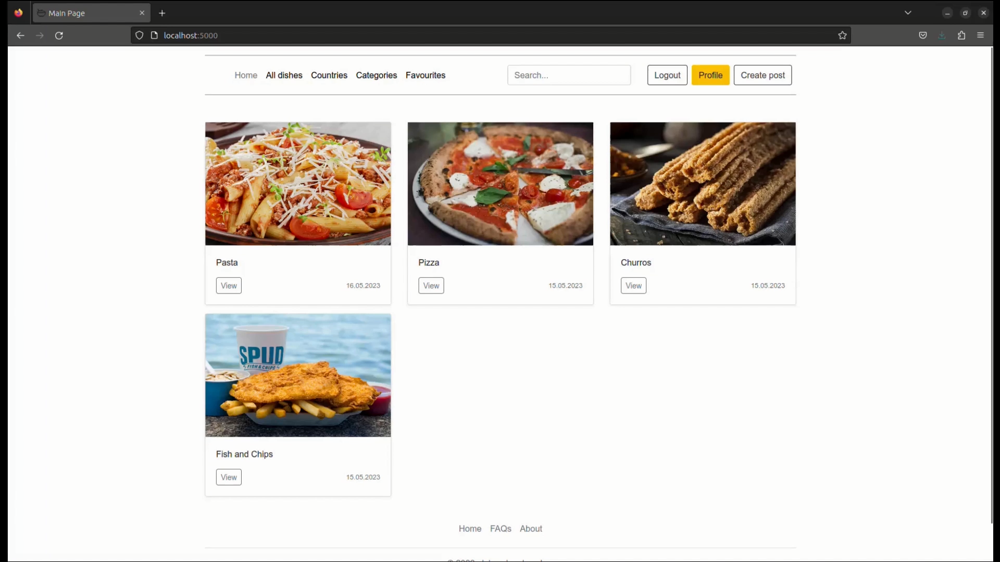 Main Page
localhost:5000
Home All dishes Countries Categories Favourites Search... Logout Profile Create post
Pasta
View 16.05.2023
Pizza
View 15.05.2023
Churros
View 15.05.2023
SPUD
FISH & CHIPS
Fish and Chips
View 15.05.2023
Home FAQs About